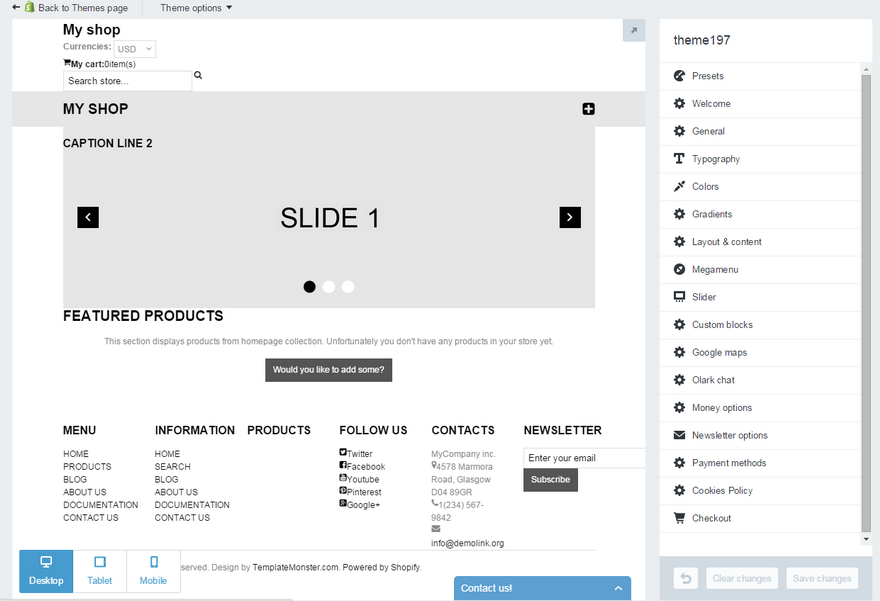 Back to Themes page
Theme options
My shop
Currencies: USD
My cart:0item(s)
Search store...
MY SHOP
CAPTION LINE 2
SLIDE 1
FEATURED PRODUCTS
This section displays products from homepage collection. Unfortunately you don't have any products in your store yet.
Would you like to add some?
MENU
HOME
PRODUCTS
BLOG
ABOUT US
DOCUMENTATION
CONTACT US
INFORMATION
HOME
SEARCH
BLOG
ABOUT US
DOCUMENTATION
CONTACT US
PRODUCTS
FOLLOW US
Twitter
Facebook
Youtube
Pinterest
Google+
CONTACTS
MyCompany inc.
4578 Marmora
Road, Glasgow
D04 89GR
1(234) 567-
9842
info@demolink.org
NEWSLETTER
Enter your email
Subscribe
served. Design by TemplateMonster.com. Powered by Shopify.
Desktop
Tablet
Mobile
Contact us!
theme197
Presets
Welcome
General
Typography
Colors
Gradients
Layout & content
Megamenu
Slider
Custom blocks
Google maps
Olark chat
Money options
Newsletter options
Payment methods
Cookies Policy
Checkout
Clear changes
Save changes